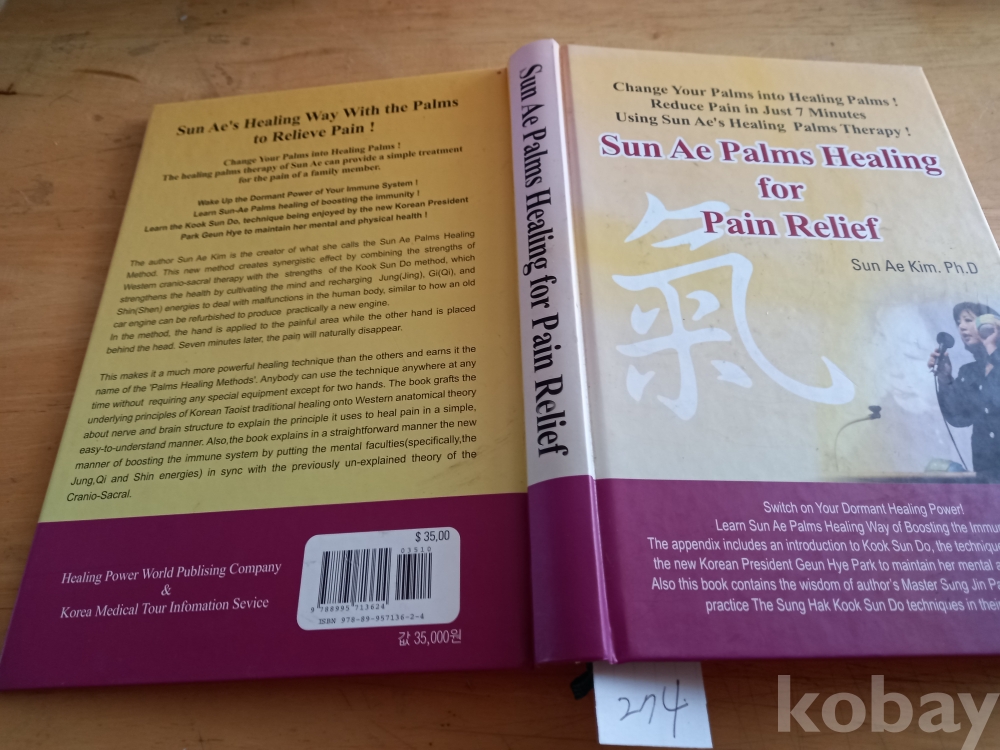 Sun Ae's Healing Way With the Palms
to Relieve Pain !
Change Your Palms into Healing Palms !
The healing palms therapy of Sun Ae can provide a simple treatment
for the pain of a family member.
Wake Up the Dormant Power of Your Immune System !
Learn Sun-Ae Palms healing of boosting the immunity !
Learn the Kook Sun Do, technique being enjoyed by the new Korean President
Park Geun Hye to maintain her mental and physical health !
The author Sun Ae Kim is the creator of what she calls the Sun Ae Palms Healing
Method. This new method creates synergistic effect by combining the strengths of
Western cranio-sacral therapy with the strengths of the Kook Sun Do method, which
strengthens the health by cultivating the mind and recharging Jung(Jing), Gi(Qi), and
Shin(Shen) energies to deal with malfunctions in the human body, similar to how an old
car engine can be refurbished to produce practically a new engine.
In the method, the hand is applied to the painful area while the other hand is placed
behind the head. Seven minutes later, the pain will naturally disappear.
This makes it a much more powerful healing technique than the others and earns it the
name of the 'Palms Healing Methods'. Anybody can use the technique anywhere at any
time without requiring any special equipment except for two hands. The book grafts the
underlying principles of Korean Taoist traditional healing onto Western anatomical theory
about nerve and brain structure to explain the principle it uses to heal pain in a simple,
easy-to-understand manner. Also,the book explains in a straightforward manner the new
manner of boosting the immune system by putting the mental faculties(specifically,the
Jung,Qi and Shin energies) in sync with the previously un-explained theory of the
Cranio-Sacral.
Healing Power World Publising Company
&
Korea Medical Tour Infomation Sevice
$ 35,00
03510
9 788995 713624
ISBN 978-89-957136-2-4
값 35,000원
Sun Ae Palms Healing for Pain Relief
Change Your Palms into Healing Palms !
Reduce Pain in Just 7 Minutes
Using Sun Ae's Healing Palms Therapy !
Sun Ae Palms Healing
for
Pain Relief
氣
Sun Ae Kim. Ph.D
Switch on Your Dormant Healing Power!
Learn Sun Ae Palms Healing Way of Boosting the Immu
The appendix includes an introduction to Kook Sun Do, the technique
the new Korean President Geun Hye Park to maintain her mental a
Also this book contains the wisdom of author's Master Sung Jin Pa
practice The Sung Hak Kook Sun Do techniques in thei
274
kobay